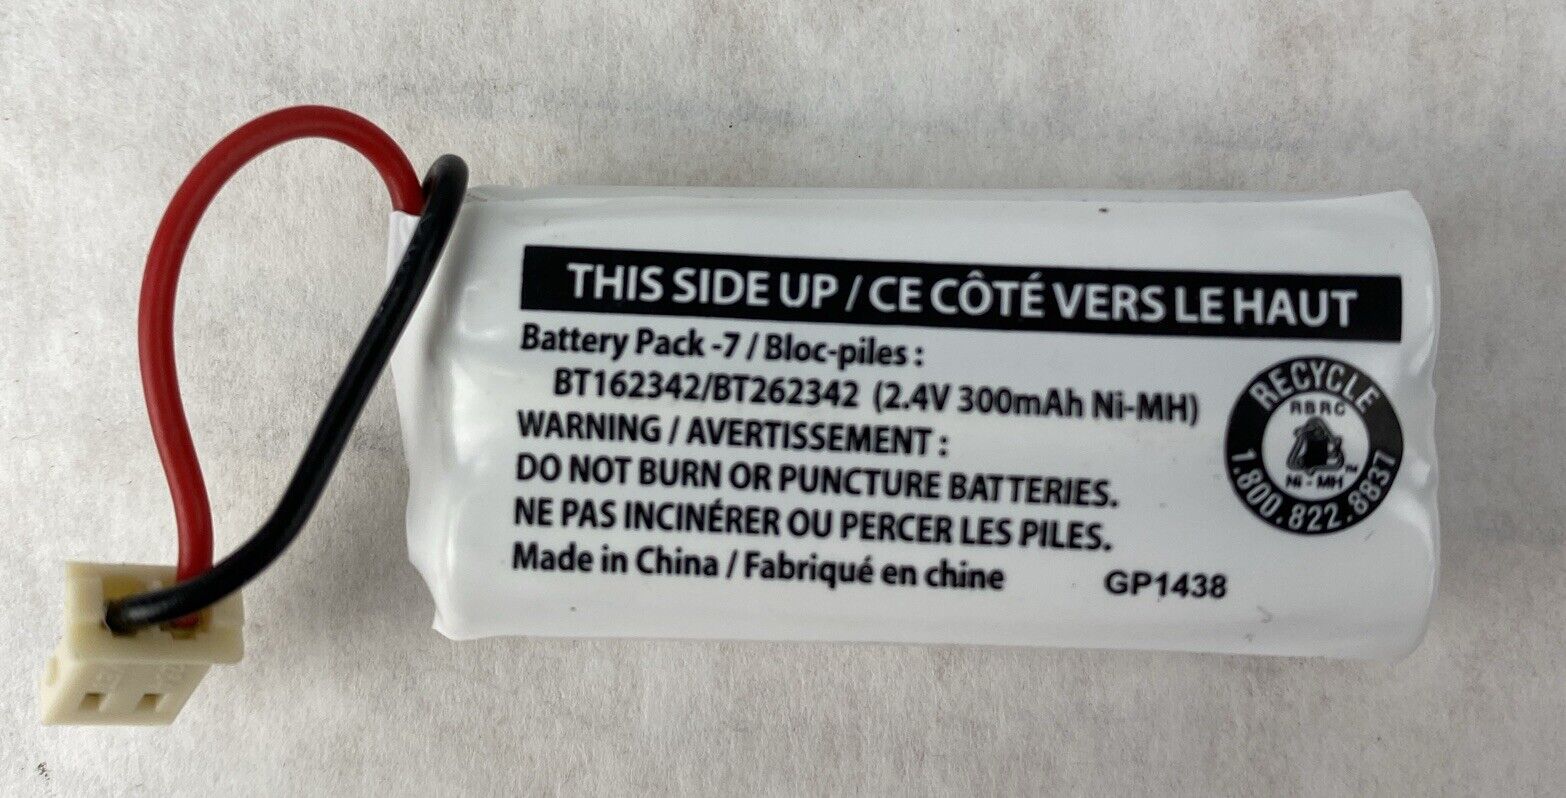 THIS SIDE UP / CE CÔTÉ VERS LE HAUT
Battery Pack -7 / Bloc-piles :
BT162342/BT262342 (2.4V 300mAh Ni-MH)
WARNING / AVERTISSEMENT :
DO NOT BURN OR PUNCTURE BATTERIES.
NE PAS INCINÉRER OU PERCER LES PILES.
Made in China / Fabriqué en chine
GP1438
RECYCLE
RBRC
TM
Ni-MH
1.800.822.8837